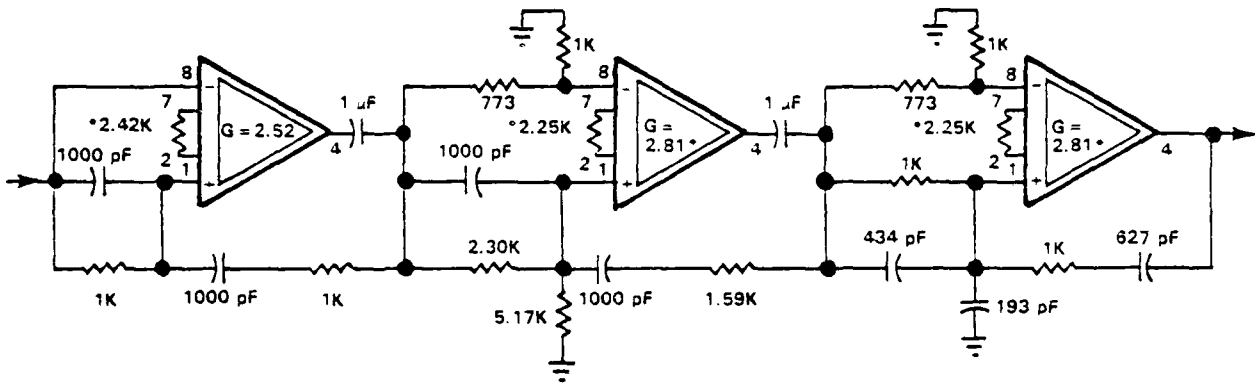 1K
1K
8
773
8
773
8
7
*2.42K
G = 2.52
1 µF
4
7
*2.25K
G =
2.81*
1 µF
4
7
*2.25K
G =
2.81*
4
1000 pF
2
1
1000 pF
2
1
1K
2
1
-
+
-
+
-
+
1K
1000 pF
1K
2.30K
1000 pF
1.59K
434 pF
1K
627 pF
5.17K
193 pF